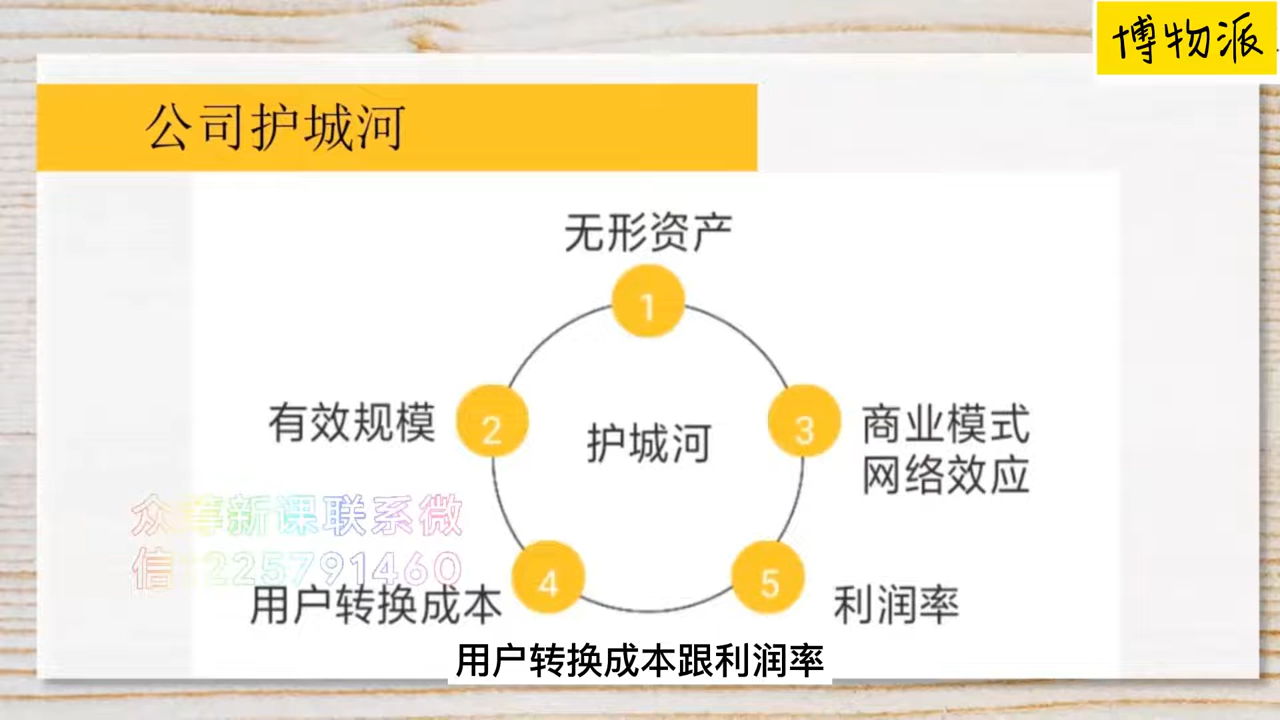 博物派
公司护城河
无形资产
1
有效规模
2
护城河
3
商业模式
网络效应
众筹新课联系微
信:225791460
4
用户转换成本
5
利润率
用户转换成本跟利润率